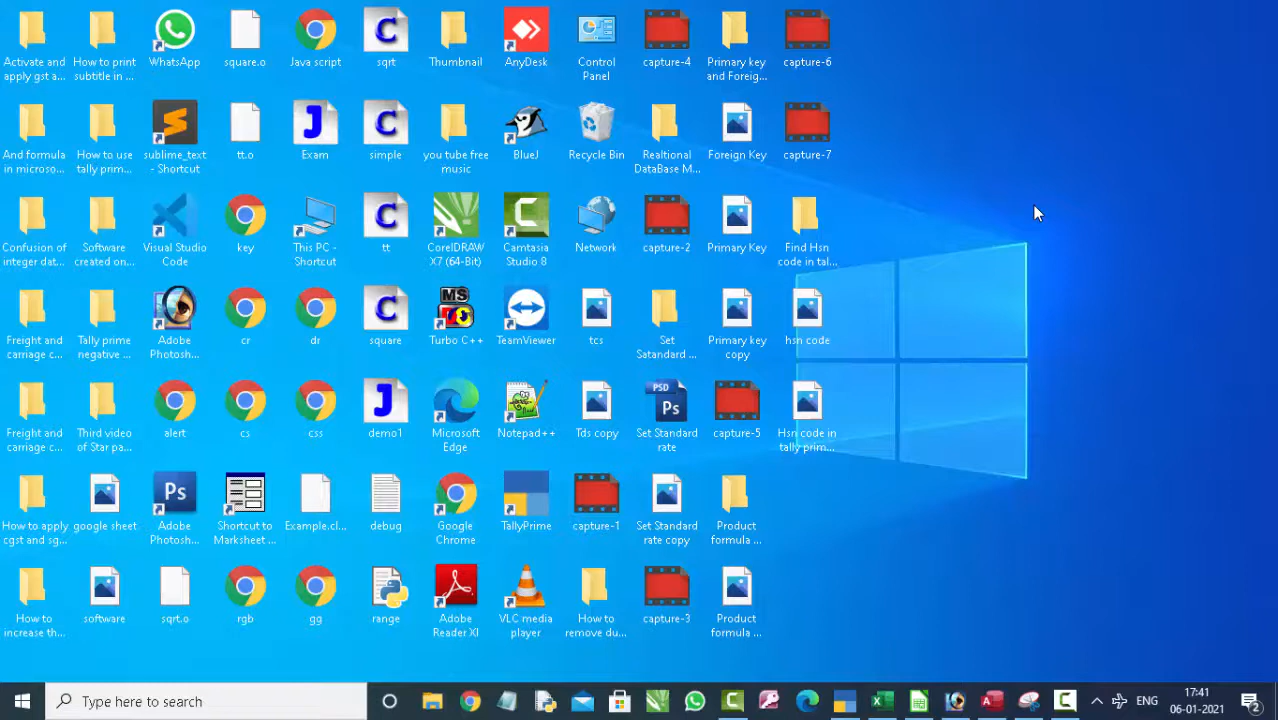 Activate and
apply gst a...
How to print
subtitle in ...
WhatsApp
square.o
Java script
sqrt
Thumbnail
AnyDesk
Control
Panel
capture-4
Primary key
and Foreig...
capture-6
And formula
in microso...
How to use
tally prim...
sublime_text
- Shortcut
tt.o
Exam
simple
you tube free
music
BlueJ
Recycle Bin
Realtional
DataBase M...
Foreign Key
capture-7
Confusion of
integer dat...
Software
created on...
Visual Studio
Code
key
This PC -
Shortcut
tt
CorelDRAW
X7 (64-Bit)
Camtasia
Studio 8
Network
capture-2
Primary Key
Find Hsn
code in tal...
Freight and
carriage c...
Tally prime
negative ...
Adobe
Photosh...
cr
dr
square
MS
Turbo C++
TeamViewer
tcs
Set
Satandard ...
Primary key
copy
hsn code
Freight and
carriage c...
Third video
of Star pa...
alert
cs
css
demo1
Microsoft
Edge
Notepad++
Tds copy
PSD
Ps
Set Standard
rate
capture-5
Hsn code in
tally prim...
How to apply
cgst and sg...
google sheet
Ps
Adobe
Photosh...
Shortcut to
Marksheet ...
Example.cl...
debug
Google
Chrome
TallyPrime
capture-1
Set Standard
rate copy
Product
formula ...
How to
increase th...
software
sqrt.o
rgb
gg
range
Adobe
Reader XI
VLC media
player
How to
remove du...
capture-3
Product
formula ...
Type here to search
ENG
17:41
06-01-2021
2